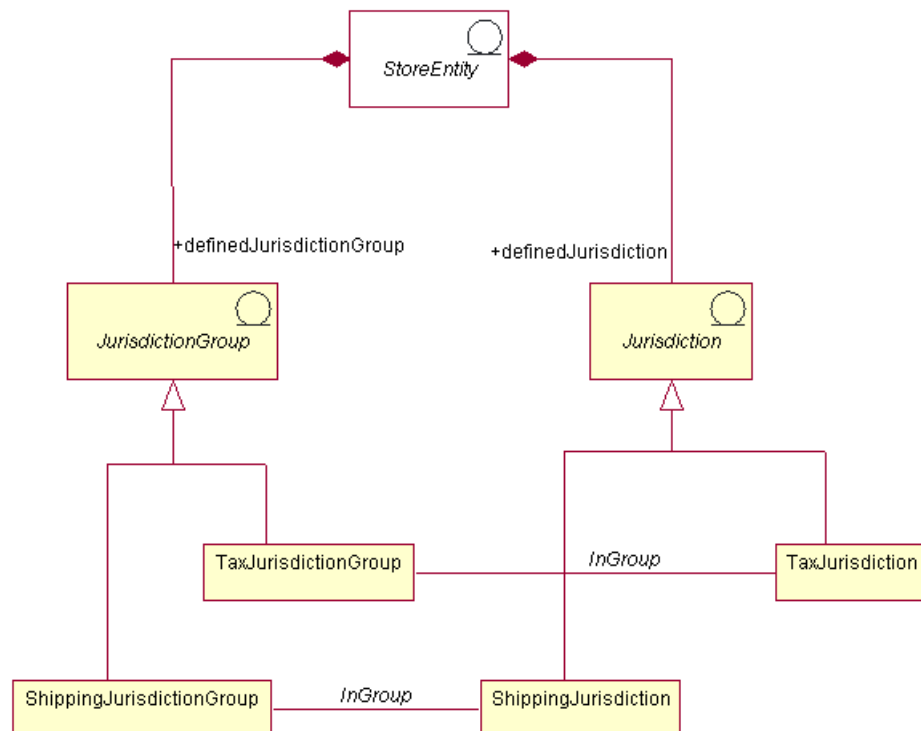 StoreEntity
+definedJurisdictionGroup
+definedJurisdiction
JurisdictionGroup
Jurisdiction
TaxJurisdictionGroup
InGroup
TaxJurisdiction
ShippingJurisdictionGroup
InGroup
ShippingJurisdiction